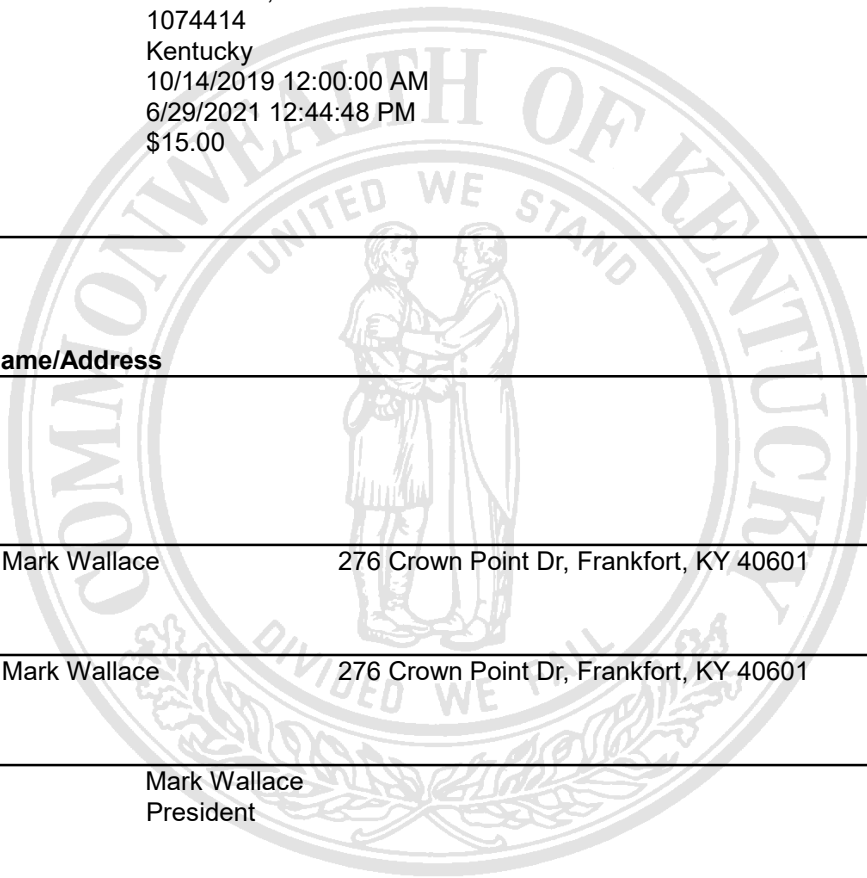 1074414
Kentucky
10/14/2019 12:00:00 AM
6/29/2021 12:44:48 PM
$15.00
COMMONWEALTH OF KENTUCKY
UNITED WE STAND
ame/Address
Mark Wallace 276 Crown Point Dr, Frankfort, KY 40601
Mark Wallace 276 Crown Point Dr, Frankfort, KY 40601
DIVIDED WE FALL
Mark Wallace
President